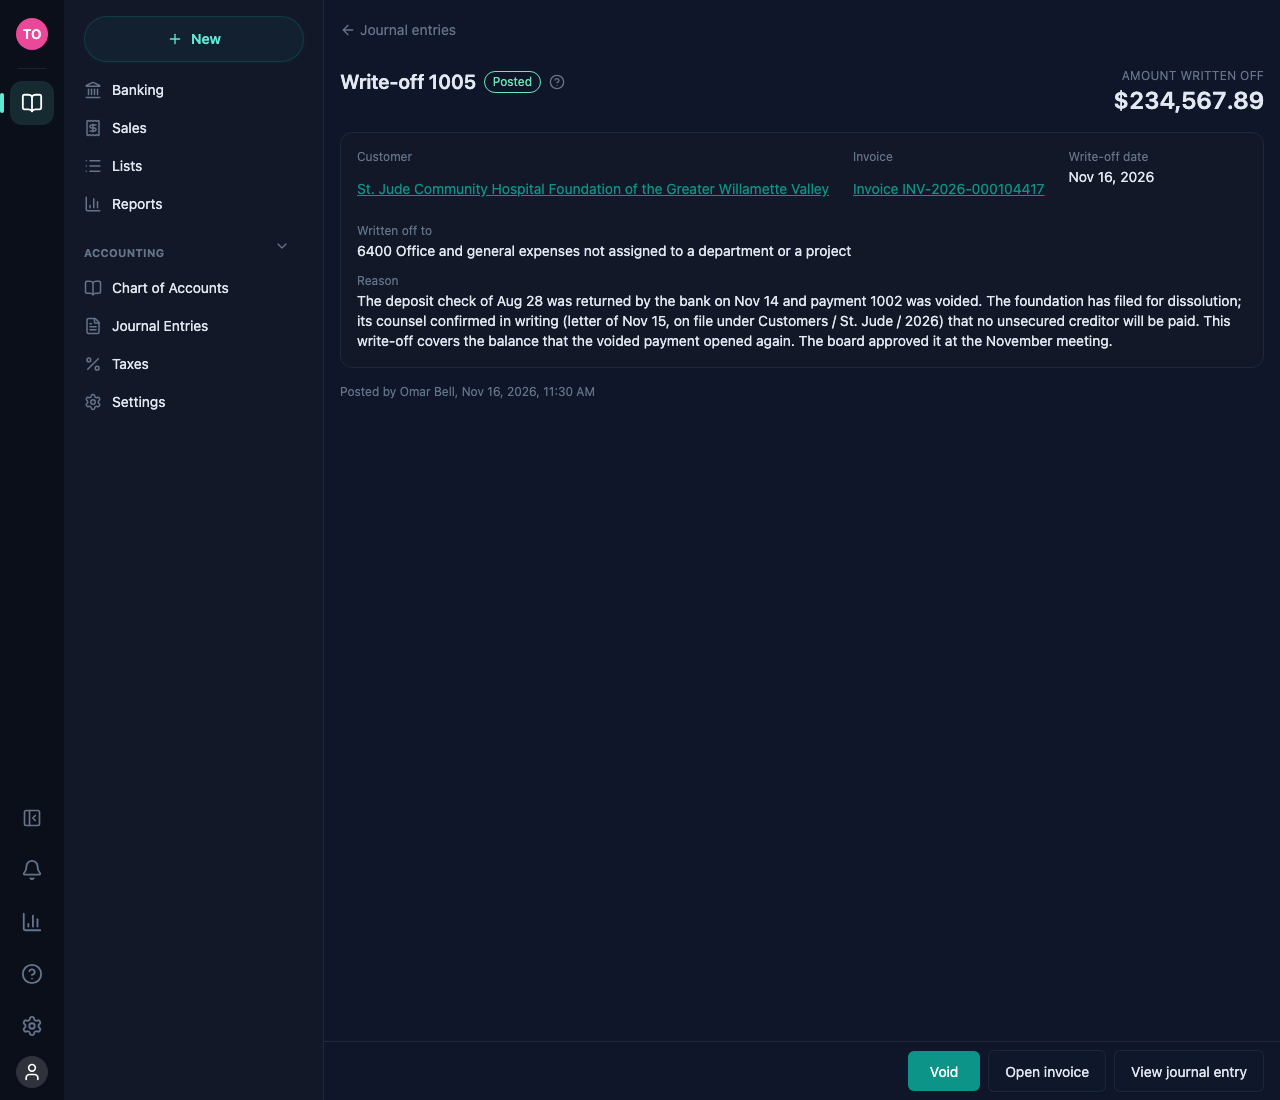 TO
New
Banking
Sales
Lists
Reports
ACCOUNTING
Chart of Accounts
Journal Entries
Taxes
Settings
Journal entries
Write-off 1005
Posted
AMOUNT WRITTEN OFF
$234,567.89
Customer
St. Jude Community Hospital Foundation of the Greater Willamette Valley
Invoice
Invoice INV-2026-000104417
Write-off date
Nov 16, 2026
Written off to
6400 Office and general expenses not assigned to a department or a project
Reason
The deposit check of Aug 28 was returned by the bank on Nov 14 and payment 1002 was voided. The foundation has filed for dissolution;
its counsel confirmed in writing (letter of Nov 15, on file under Customers / St. Jude / 2026) that no unsecured creditor will be paid. This
write-off covers the balance that the voided payment opened again. The board approved it at the November meeting.
Posted by Omar Bell, Nov 16, 2026, 11:30 AM
Void
Open invoice
View journal entry